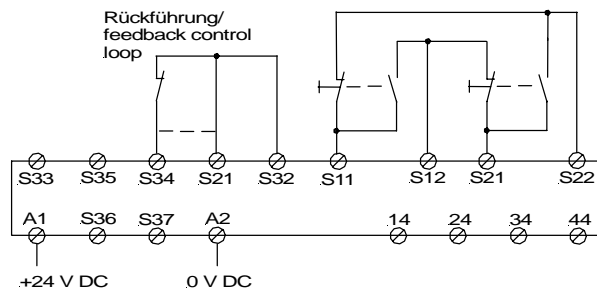 Rückführung/
feedback control
loop
S33 S35 S34 S21 S32 S11 S12 S21 S22
A1 S36 S37 A2 14 24 34 44
+24 V DC 0 V DC